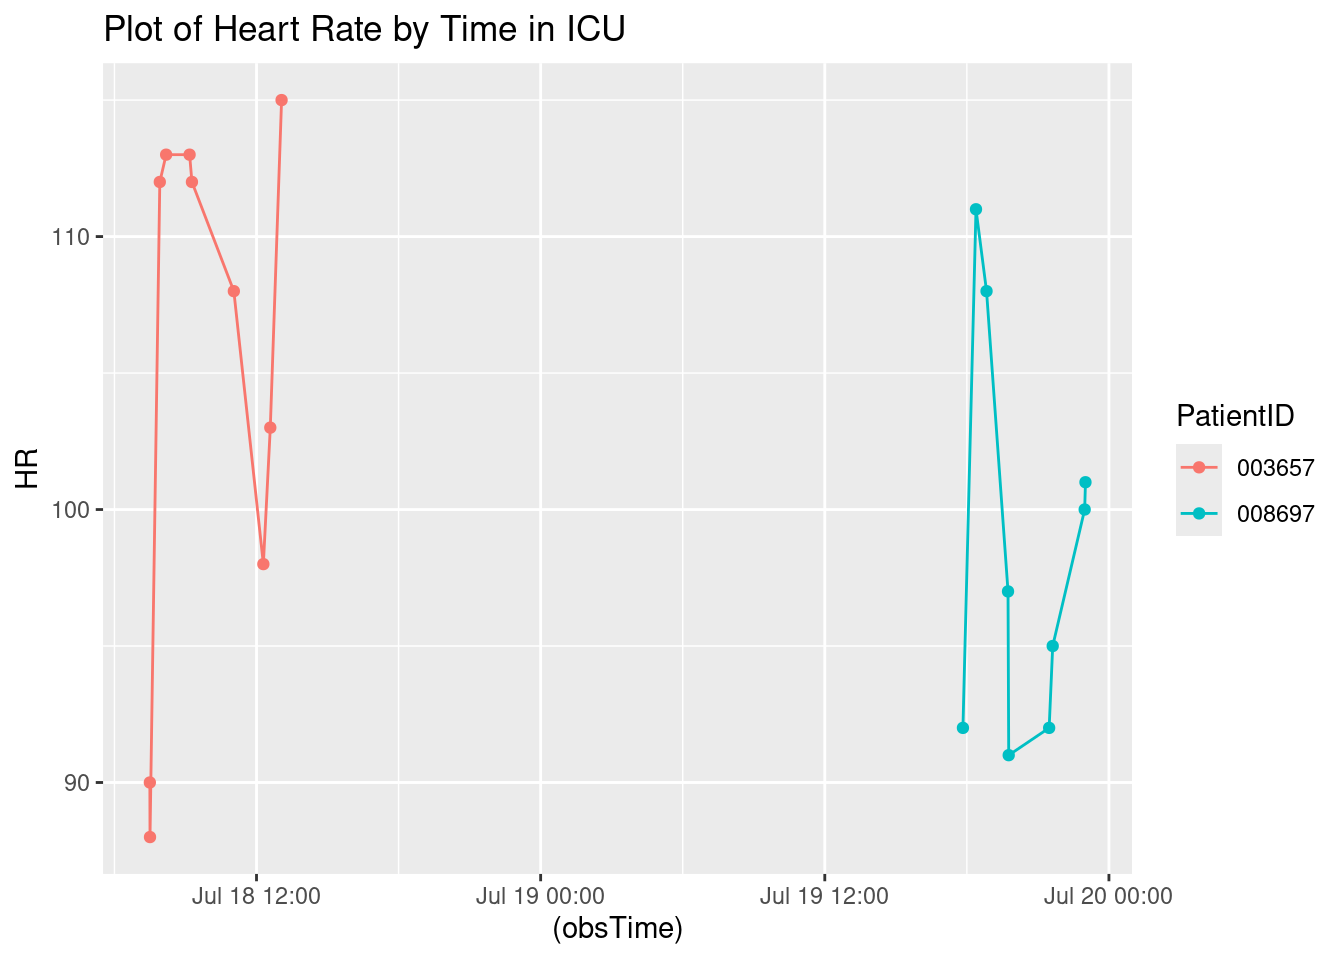 Plot of Heart Rate by Time in ICU
HR
110
100
90
Jul 18 12:00
Jul 19 00:00
Jul 19 12:00
Jul 20 00:00
(obsTime)
PatientID
003657
008697